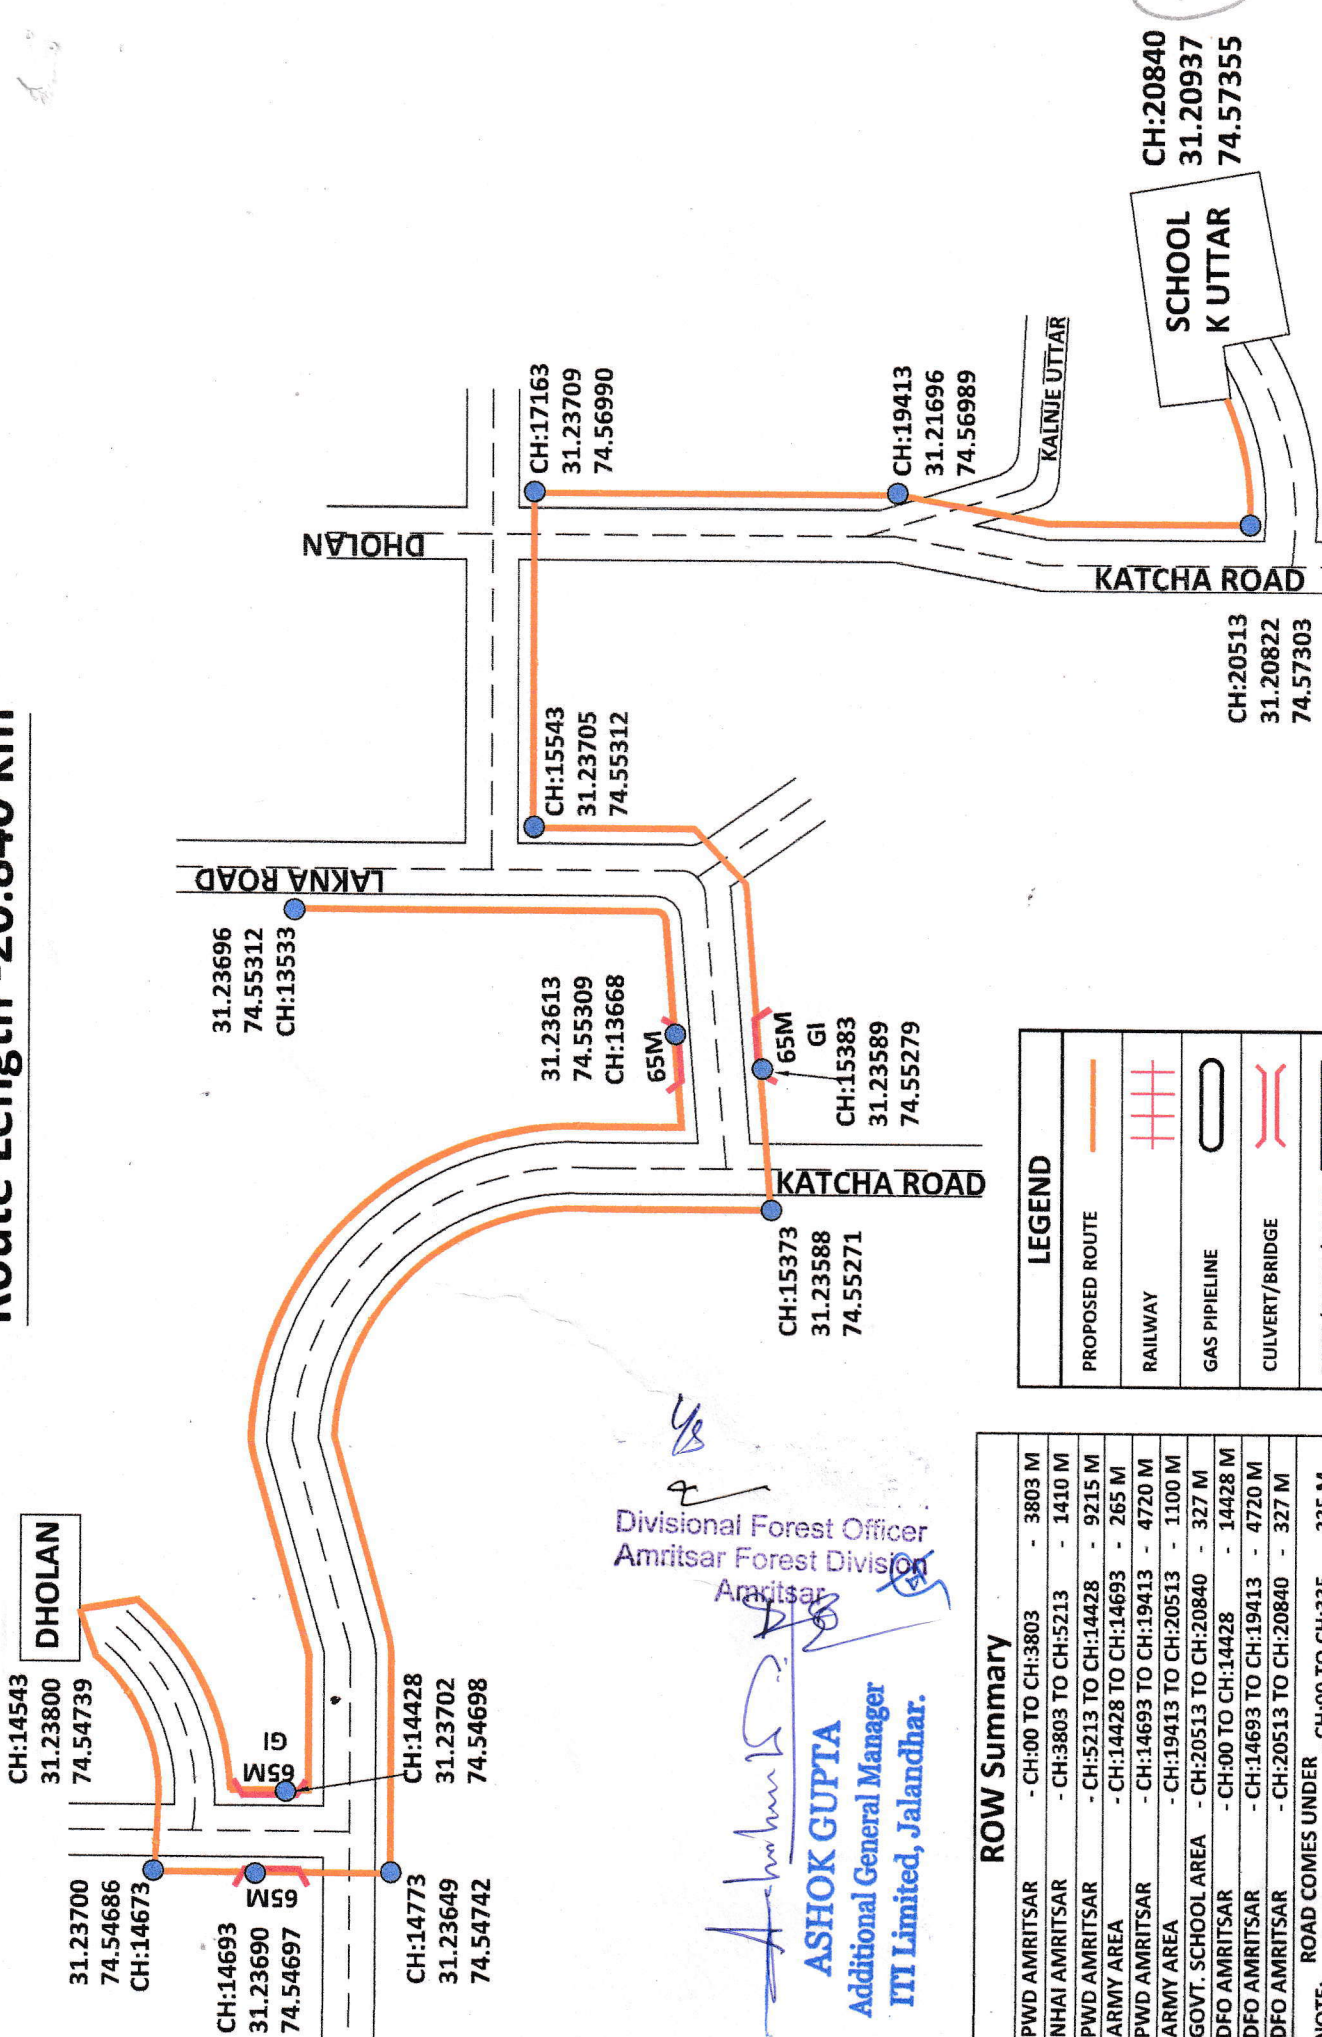 Route Length -20.840 km
DHOLAN
CH:14543
31.23800
74.54739
31.23700
74.54686
CH:14673
CH:14693
31.23690
74.54697
65M
65M
GI
CH:14773
31.23649
74.54742
CH:14428
31.23702
74.54698
31.23696
74.55312
CH:13533
LAKNA ROAD
31.23613
74.55309
CH:13668
65M
65M
GI
CH:15383
31.23589
74.55279
KATCHA ROAD
CH:15373
31.23588
74.55271
CH:15543
31.23705
74.55312
DHOLAN
CH:17163
31.23709
74.56990
CH:19413
31.21696
74.56989
KALNJE UTTAR
KATCHA ROAD
CH:20513
31.20822
74.57303
SCHOOL
K UTTAR
CH:20840
31.20937
74.57355
Divisional Forest Officer
Amritsar Forest Division
Amritsar
ASHOK GUPTA
Additional General Manager
ITI Limited, Jalandhar.
ROW Summary
PWD AMRITSAR - CH:00 TO CH:3803 - 3803 M
NHAI AMRITSAR - CH:3803 TO CH:5213 - 1410 M
PWD AMRITSAR - CH:5213 TO CH:14428 - 9215 M
ARMY AREA - CH:14428 TO CH:14693 - 265 M
PWD AMRITSAR - CH:14693 TO CH:19413 - 4720 M
ARMY AREA - CH:19413 TO CH:20513 - 1100 M
GOVT. SCHOOL AREA - CH:20513 TO CH:20840 - 327 M
DFO AMRITSAR - CH:00 TO CH:14428 - 14428 M
DFO AMRITSAR - CH:14693 TO CH:19413 - 4720 M
DFO AMRITSAR - CH:20513 TO CH:20840 - 327 M
NOTE: ROAD COMES UNDER CH:00 TO CH:335 335 M
LEGEND
PROPOSED ROUTE
RAILWAY
GAS PIPIELINE
CULVERT/BRIDGE